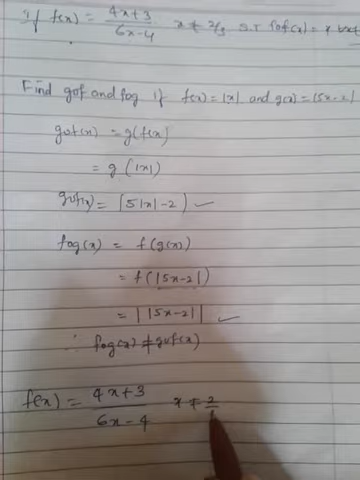 If f(x) = (4x+3)/(6x-4) x ≠ 2/3 S.T fof(x) = x
Find gof and fog if f(x) = |x| and g(x) = |5x-2|
gof(x) = g(f(x)
= g (|x|)
gof(x) = |5|x|-2|
fog(x) = f(g(x))
= f(|5x-2|)
= ||5x-2||
∴ fog(x) ≠ gof(x)
f(x) = (4x+3)/(6x-4) x ≠ 2/